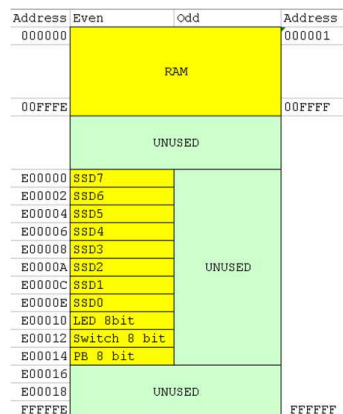 Address Even Odd Address
000000 000001
RAM
00FFFE 00FFFF
UNUSED
E00000 SSD7
E00002 SSD6
E00004 SSD5
E00006 SSD4
E00008 SSD3
E0000A SSD2 UNUSED
E0000C SSD1
E0000E SSD0
E00010 LED 8bit
E00012 Switch 8 bit
E00014 PB 8 bit
E00016
E00018 UNUSED
FFFFFE FFFFFF